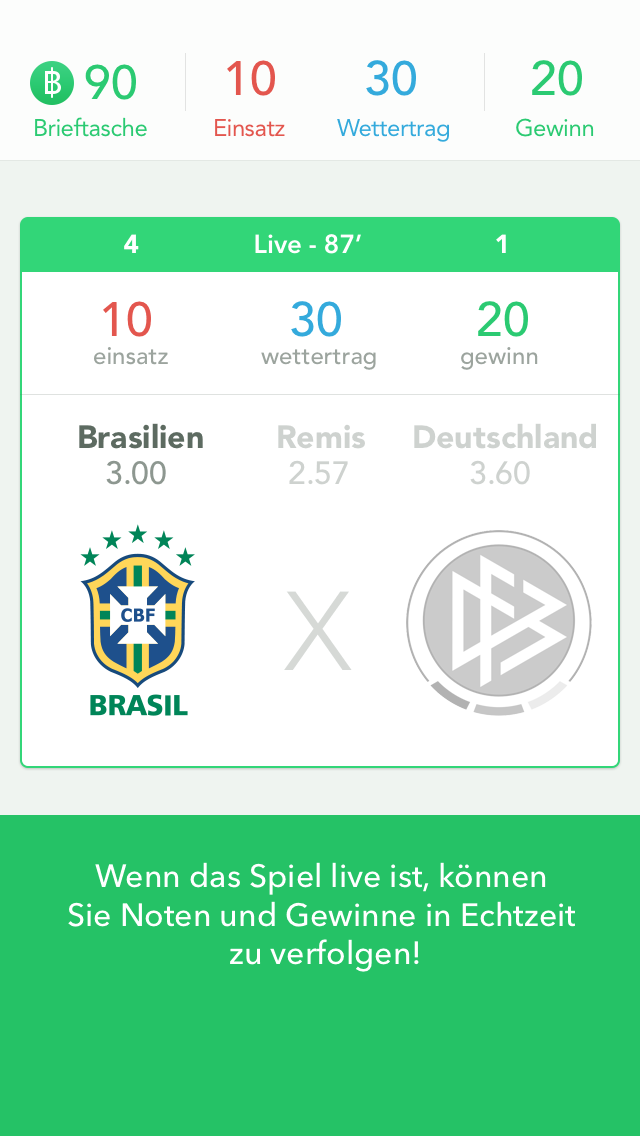 ฿ 90 10 30 20
Brieftasche Einsatz Wettertrag Gewinn
4 Live - 87′ 1
10 30 20
einsatz wettertrag gewinn
Brasilien Remis Deutschland
3.00 2.57 3.60
CBF
X
BRASIL
Wenn das Spiel live ist, können
Sie Noten und Gewinne in Echtzeit
zu verfolgen!